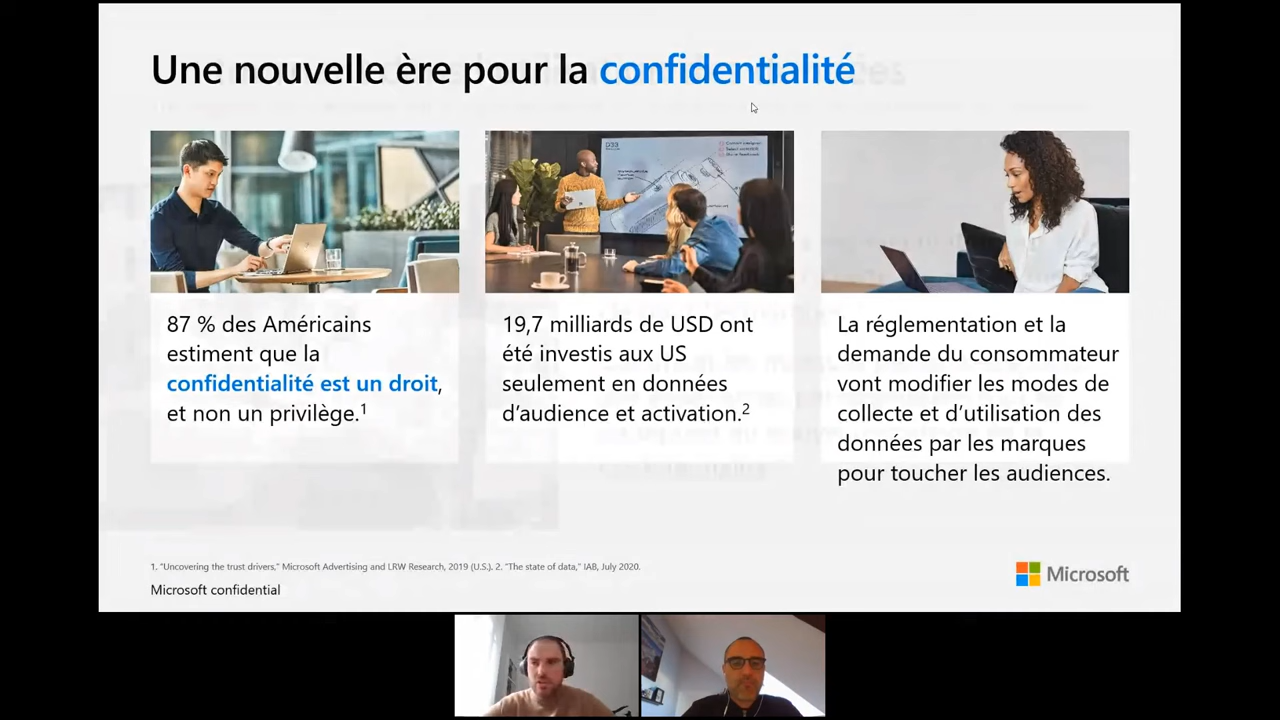 Une nouvelle ère pour la confidentialité
87 % des Américains
estiment que la
confidentialité est un droit,
et non un privilège.1
19,7 milliards de USD ont
été investis aux US
seulement en données
d’audience et activation.2
La réglementation et la
demande du consommateur
vont modifier les modes de
collecte et d’utilisation des
données par les marques
pour toucher les audiences.
1. "Uncovering the trust drivers," Microsoft Advertising and LRW Research, 2019 (U.S.), 2. "The state of data," IAB, July 2020.
Microsoft confidential
Microsoft